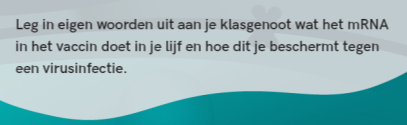 Leg in eigen woorden uit aan je klasgenoot wat het mRNA
in het vaccin doet in je lijf en hoe dit je beschermt tegen
een virusinfectie.